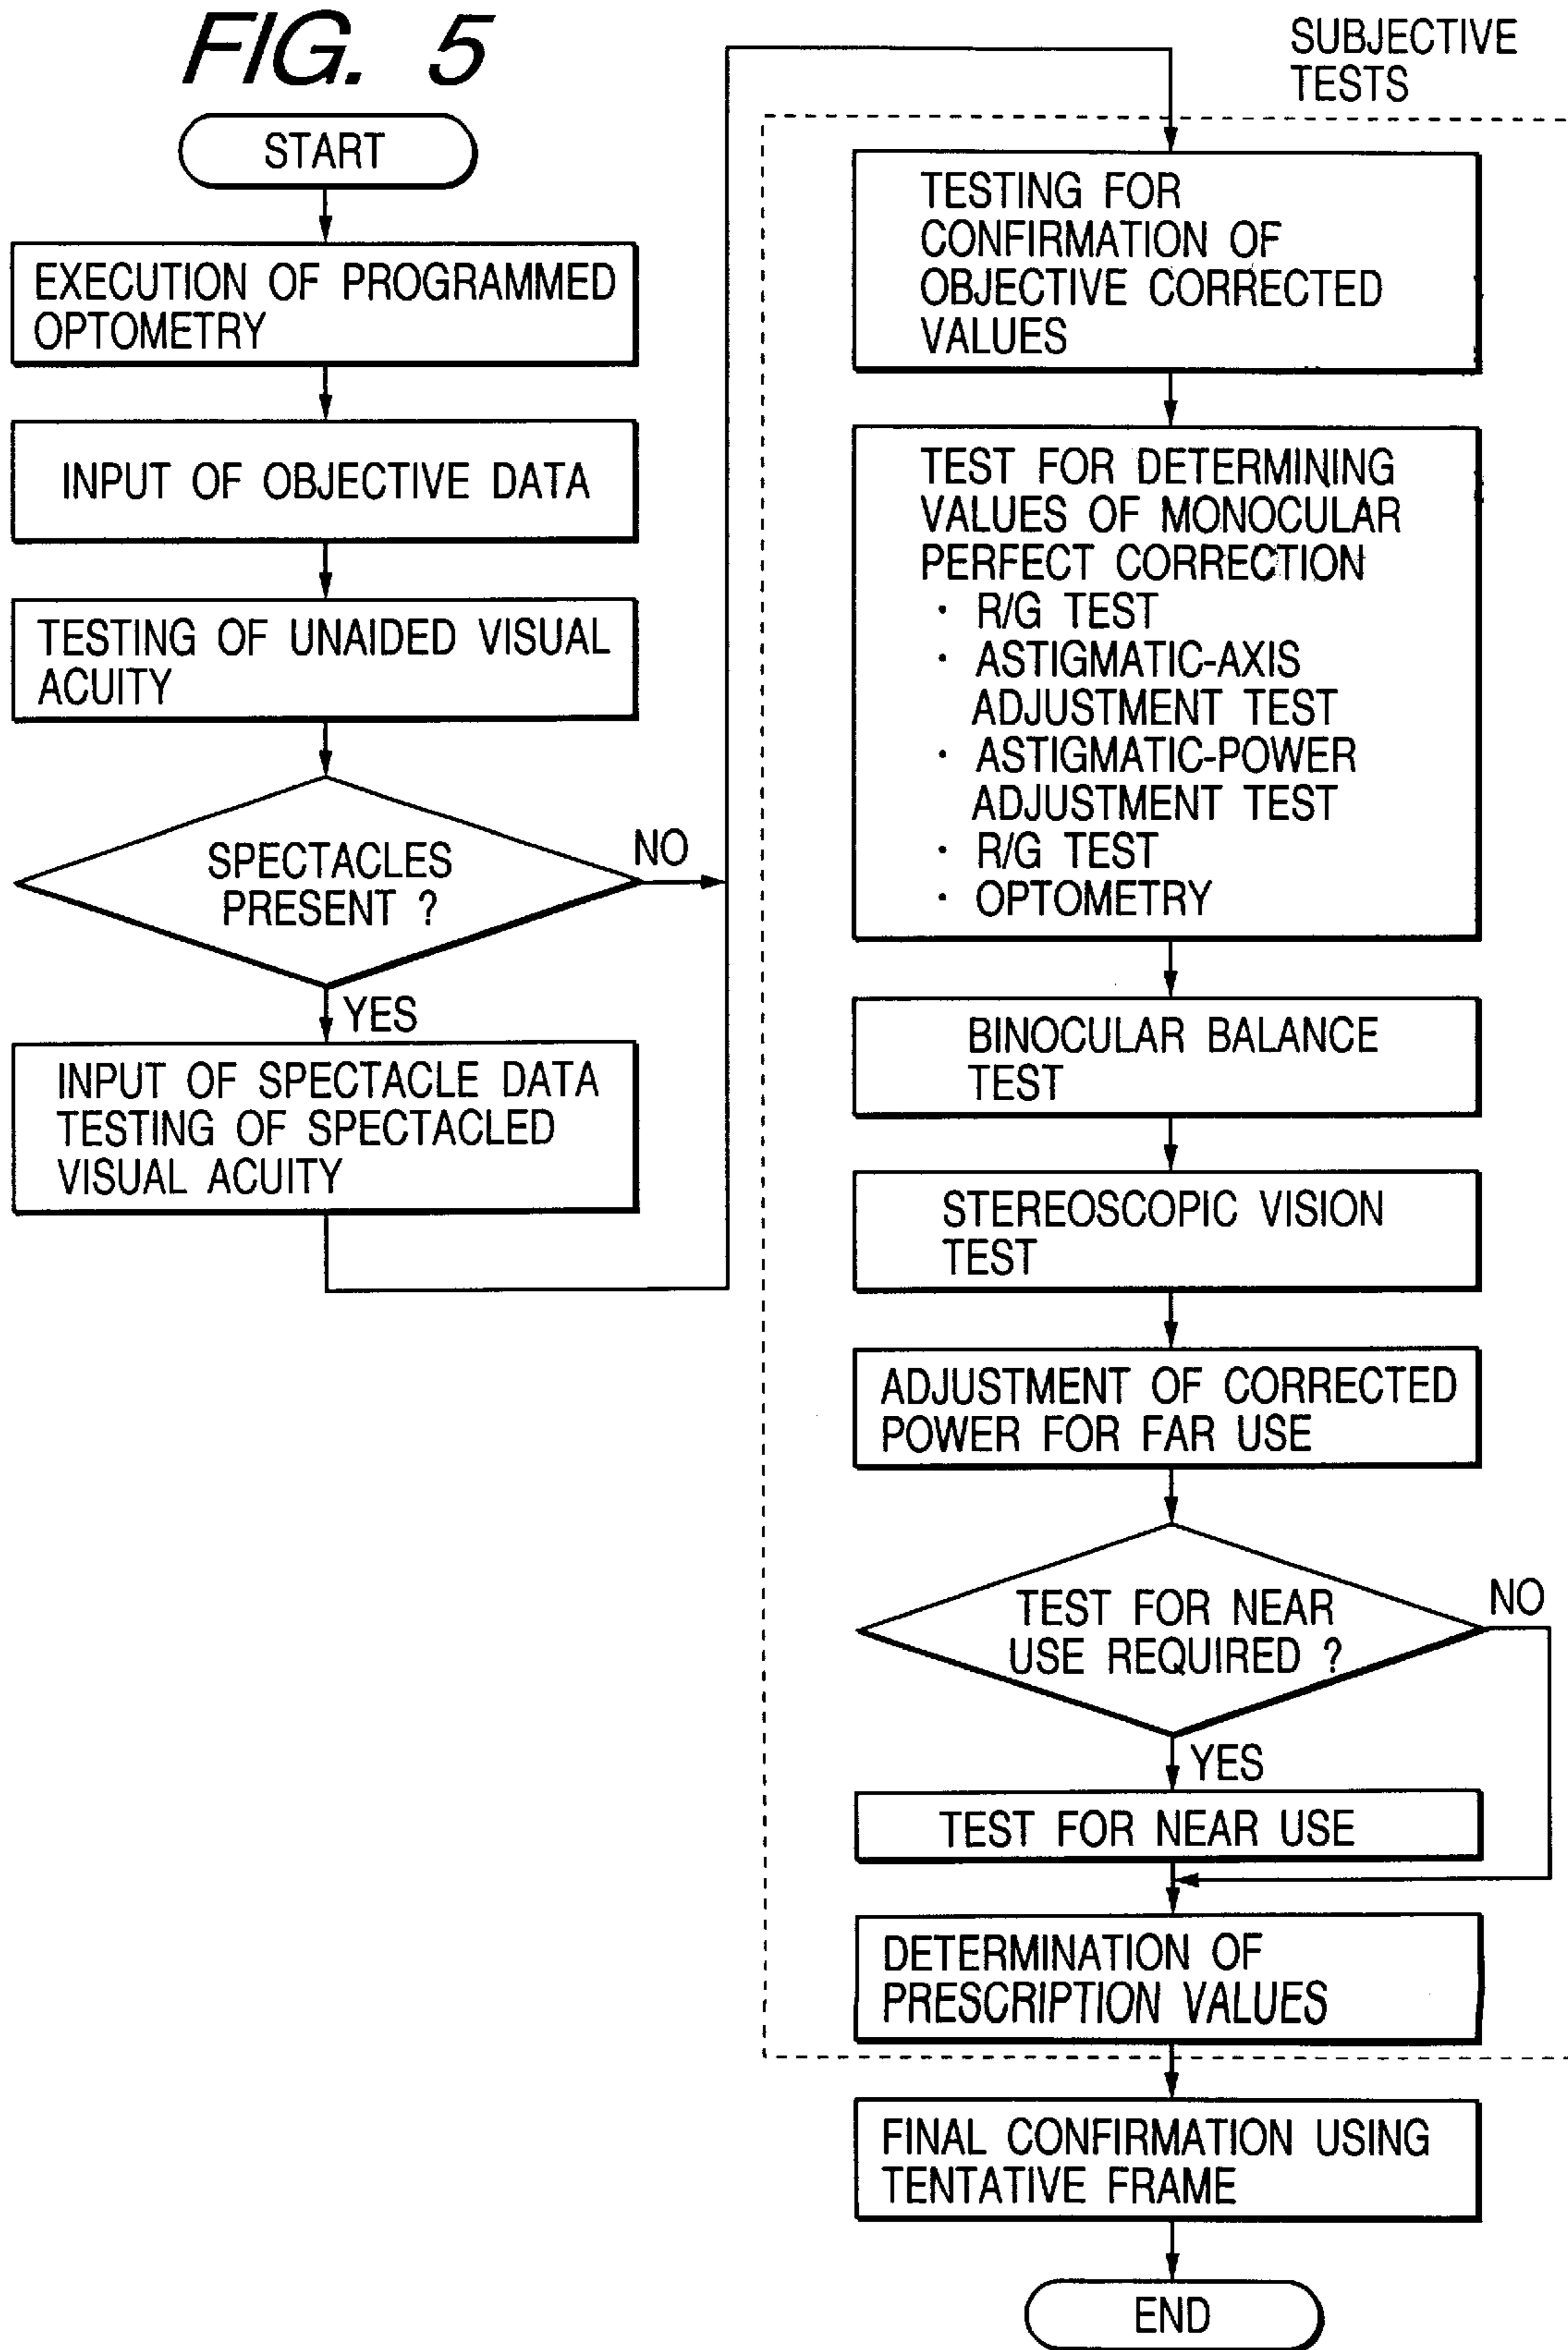 FIG. 5
START
EXECUTION OF PROGRAMMED
OPTOMETRY
INPUT OF OBJECTIVE DATA
TESTING OF UNAIDED VISUAL
ACUITY
SPECTACLES
PRESENT ?
NO
YES
INPUT OF SPECTACLE DATA
TESTING OF SPECTACLED
VISUAL ACUITY
SUBJECTIVE
TESTS
TESTING FOR
CONFIRMATION OF
OBJECTIVE CORRECTED
VALUES
TEST FOR DETERMINING
VALUES OF MONOCULAR
PERFECT CORRECTION
· R/G TEST
· ASTIGMATIC-AXIS
ADJUSTMENT TEST
· ASTIGMATIC-POWER
ADJUSTMENT TEST
· R/G TEST
· OPTOMETRY
BINOCULAR BALANCE
TEST
STEREOSCOPIC VISION
TEST
ADJUSTMENT OF CORRECTED
POWER FOR FAR USE
TEST FOR NEAR
USE REQUIRED ?
NO
YES
TEST FOR NEAR USE
DETERMINATION OF
PRESCRIPTION VALUES
FINAL CONFIRMATION USING
TENTATIVE FRAME
END